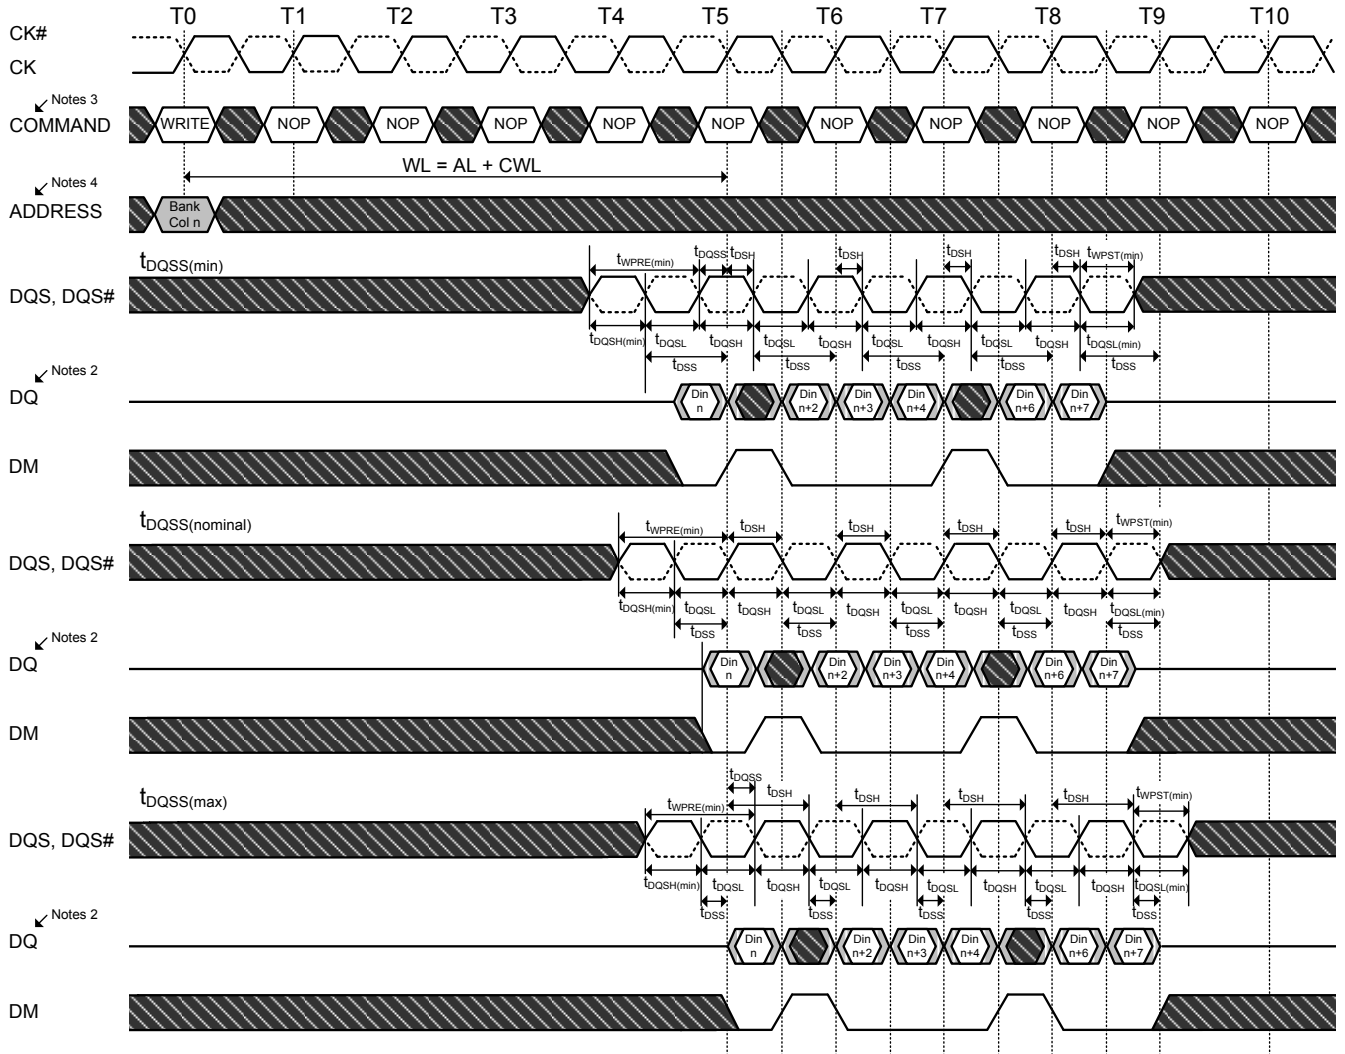 T0 T1 T2 T3 T4 T5 T6 T7 T8 T9 T10
CK#
CK
Notes 3
COMMAND WRITE NOP NOP NOP NOP NOP NOP NOP NOP NOP NOP
WL = AL + CWL
Notes 4
ADDRESS Bank Col n
tDQSS(min) tWPRE(min) tDQSS tDSH tDSH tDSH tDSH tWPST(min)
DQS, DQS#
tDQSH(min) tDQSL tDQSH tDQSL tDQSH tDQSL tDQSH tDQSL tDQSH tDQSL(min)
tDSS tDSS tDSS tDSS tDSS
Notes 2
DQ Din n Din n+2 Din n+3 Din n+4 Din n+6 Din n+7
DM
tDQSS(nominal) tWPRE(min) tDSH tDSH tDSH tDSH tWPST(min)
DQS, DQS#
tDQSH(min) tDQSL tDQSH tDQSL tDQSH tDQSL tDQSH tDQSL tDQSH tDQSL(min)
tDSS tDSS tDSS tDSS tDSS
Notes 2
DQ Din n Din n+2 Din n+3 Din n+4 Din n+6 Din n+7
DM
tDQSS
tDQSS(max) tWPRE(min) tDSH tDSH tDSH tDSH tWPST(min)
DQS, DQS#
tDQSH(min) tDQSL tDQSH tDQSL tDQSH tDQSL tDQSH tDQSL tDQSH tDQSL(min)
tDSS tDSS tDSS tDSS tDSS
Notes 2
DQ Din n Din n+2 Din n+3 Din n+4 Din n+6 Din n+7
DM